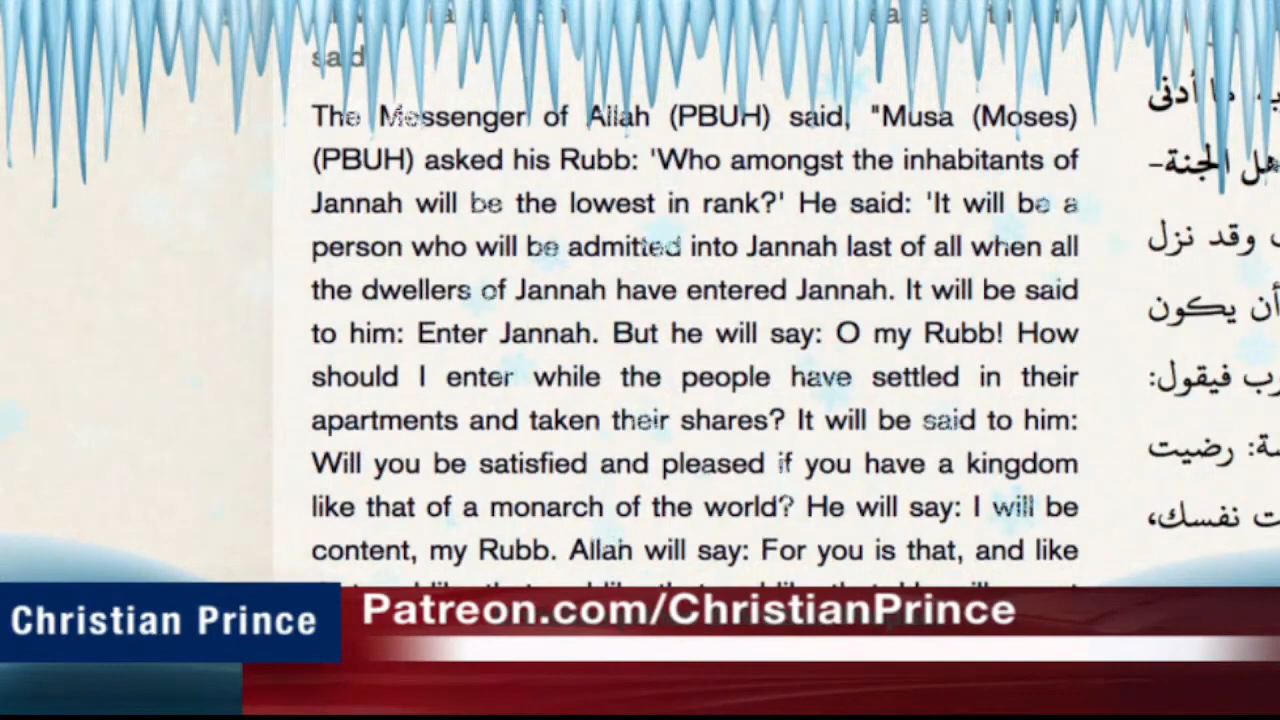 said
The Messenger of Allah (PBUH) said, "Musa (Moses)
(PBUH) asked his Rubb: 'Who amongst the inhabitants of
Jannah will be the lowest in rank?' He said: 'It will be a
person who will be admitted into Jannah last of all when all
the dwellers of Jannah have entered Jannah. It will be said
to him: Enter Jannah. But he will say: O my Rubb! How
should I enter while the people have settled in their
apartments and taken their shares? It will be said to him:
Will you be satisfied and pleased if you have a kingdom
like that of a monarch of the world? He will say: I will be
content, my Rubb. Allah will say: For you is that, and like
ما أدنى
الجنة-
وقد نزل
أن يكون
فيقول:
رضيت
نفسك،
Christian Prince
Patreon.com/ChristianPrince